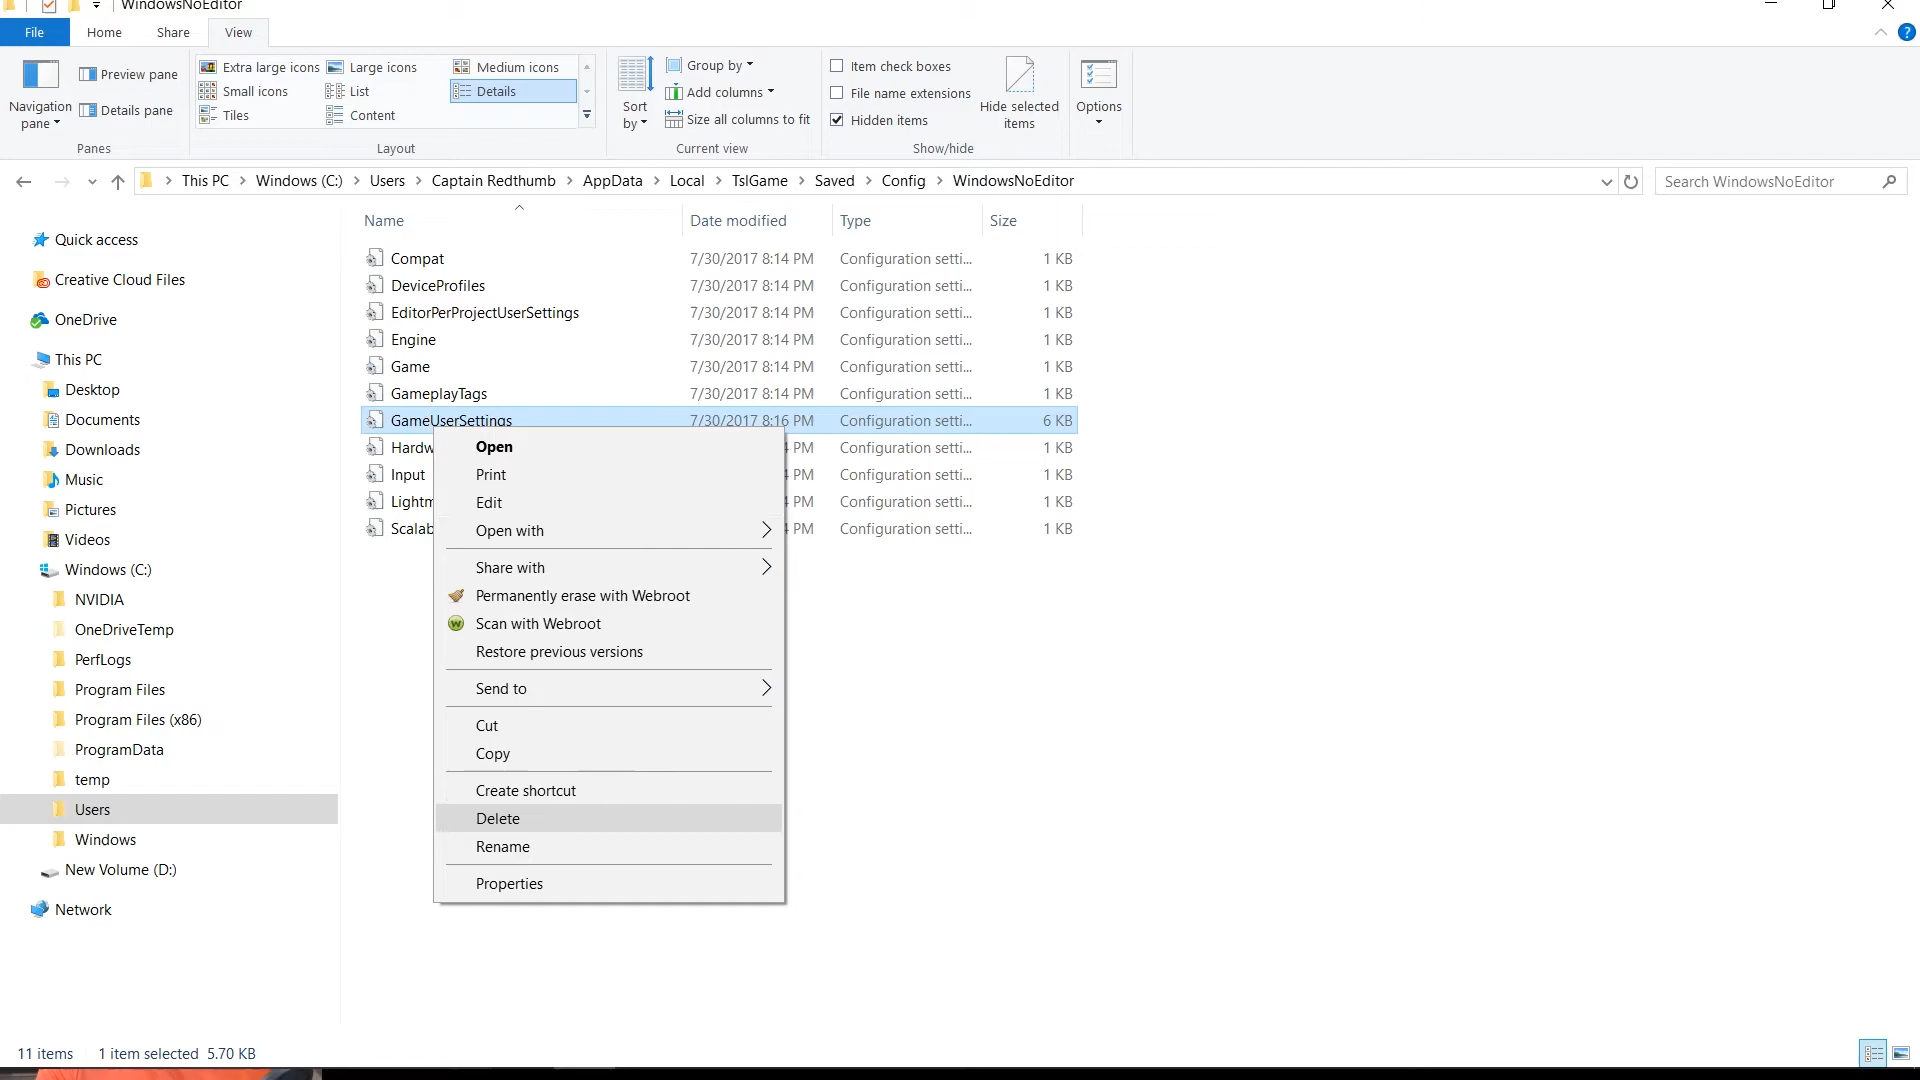 WindowsNoEditor
File Home Share View
Navigation pane
Preview pane
Details pane
Panes
Extra large icons Large icons Medium icons
Small icons List Details
Tiles Content
Layout
Sort by
Group by
Add columns
Size all columns to fit
Current view
Item check boxes
File name extensions
Hidden items
Hide selected items
Show/hide
Options
This PC > Windows (C:) > Users > Captain Redthumb > AppData > Local > TslGame > Saved > Config > WindowsNoEditor
Search WindowsNoEditor
Quick access
Creative Cloud Files
OneDrive
This PC
Desktop
Documents
Downloads
Music
Pictures
Videos
Windows (C:)
NVIDIA
OneDriveTemp
PerfLogs
Program Files
Program Files (x86)
ProgramData
temp
Users
Windows
New Volume (D:)
Network
Name Date modified Type Size
Compat 7/30/2017 8:14 PM Configuration setti... 1 KB
DeviceProfiles 7/30/2017 8:14 PM Configuration setti... 1 KB
EditorPerProjectUserSettings 7/30/2017 8:14 PM Configuration setti... 1 KB
Engine 7/30/2017 8:14 PM Configuration setti... 1 KB
Game 7/30/2017 8:14 PM Configuration setti... 1 KB
GameplayTags 7/30/2017 8:14 PM Configuration setti... 1 KB
GameUserSettings 7/30/2017 8:16 PM Configuration setti... 6 KB
Hardw 4 PM Configuration setti... 1 KB
Input 4 PM Configuration setti... 1 KB
Lightm 4 PM Configuration setti... 1 KB
Scalab 4 PM Configuration setti... 1 KB
Open
Print
Edit
Open with
Share with
Permanently erase with Webroot
Scan with Webroot
Restore previous versions
Send to
Cut
Copy
Create shortcut
Delete
Rename
Properties
11 items 1 item selected 5.70 KB